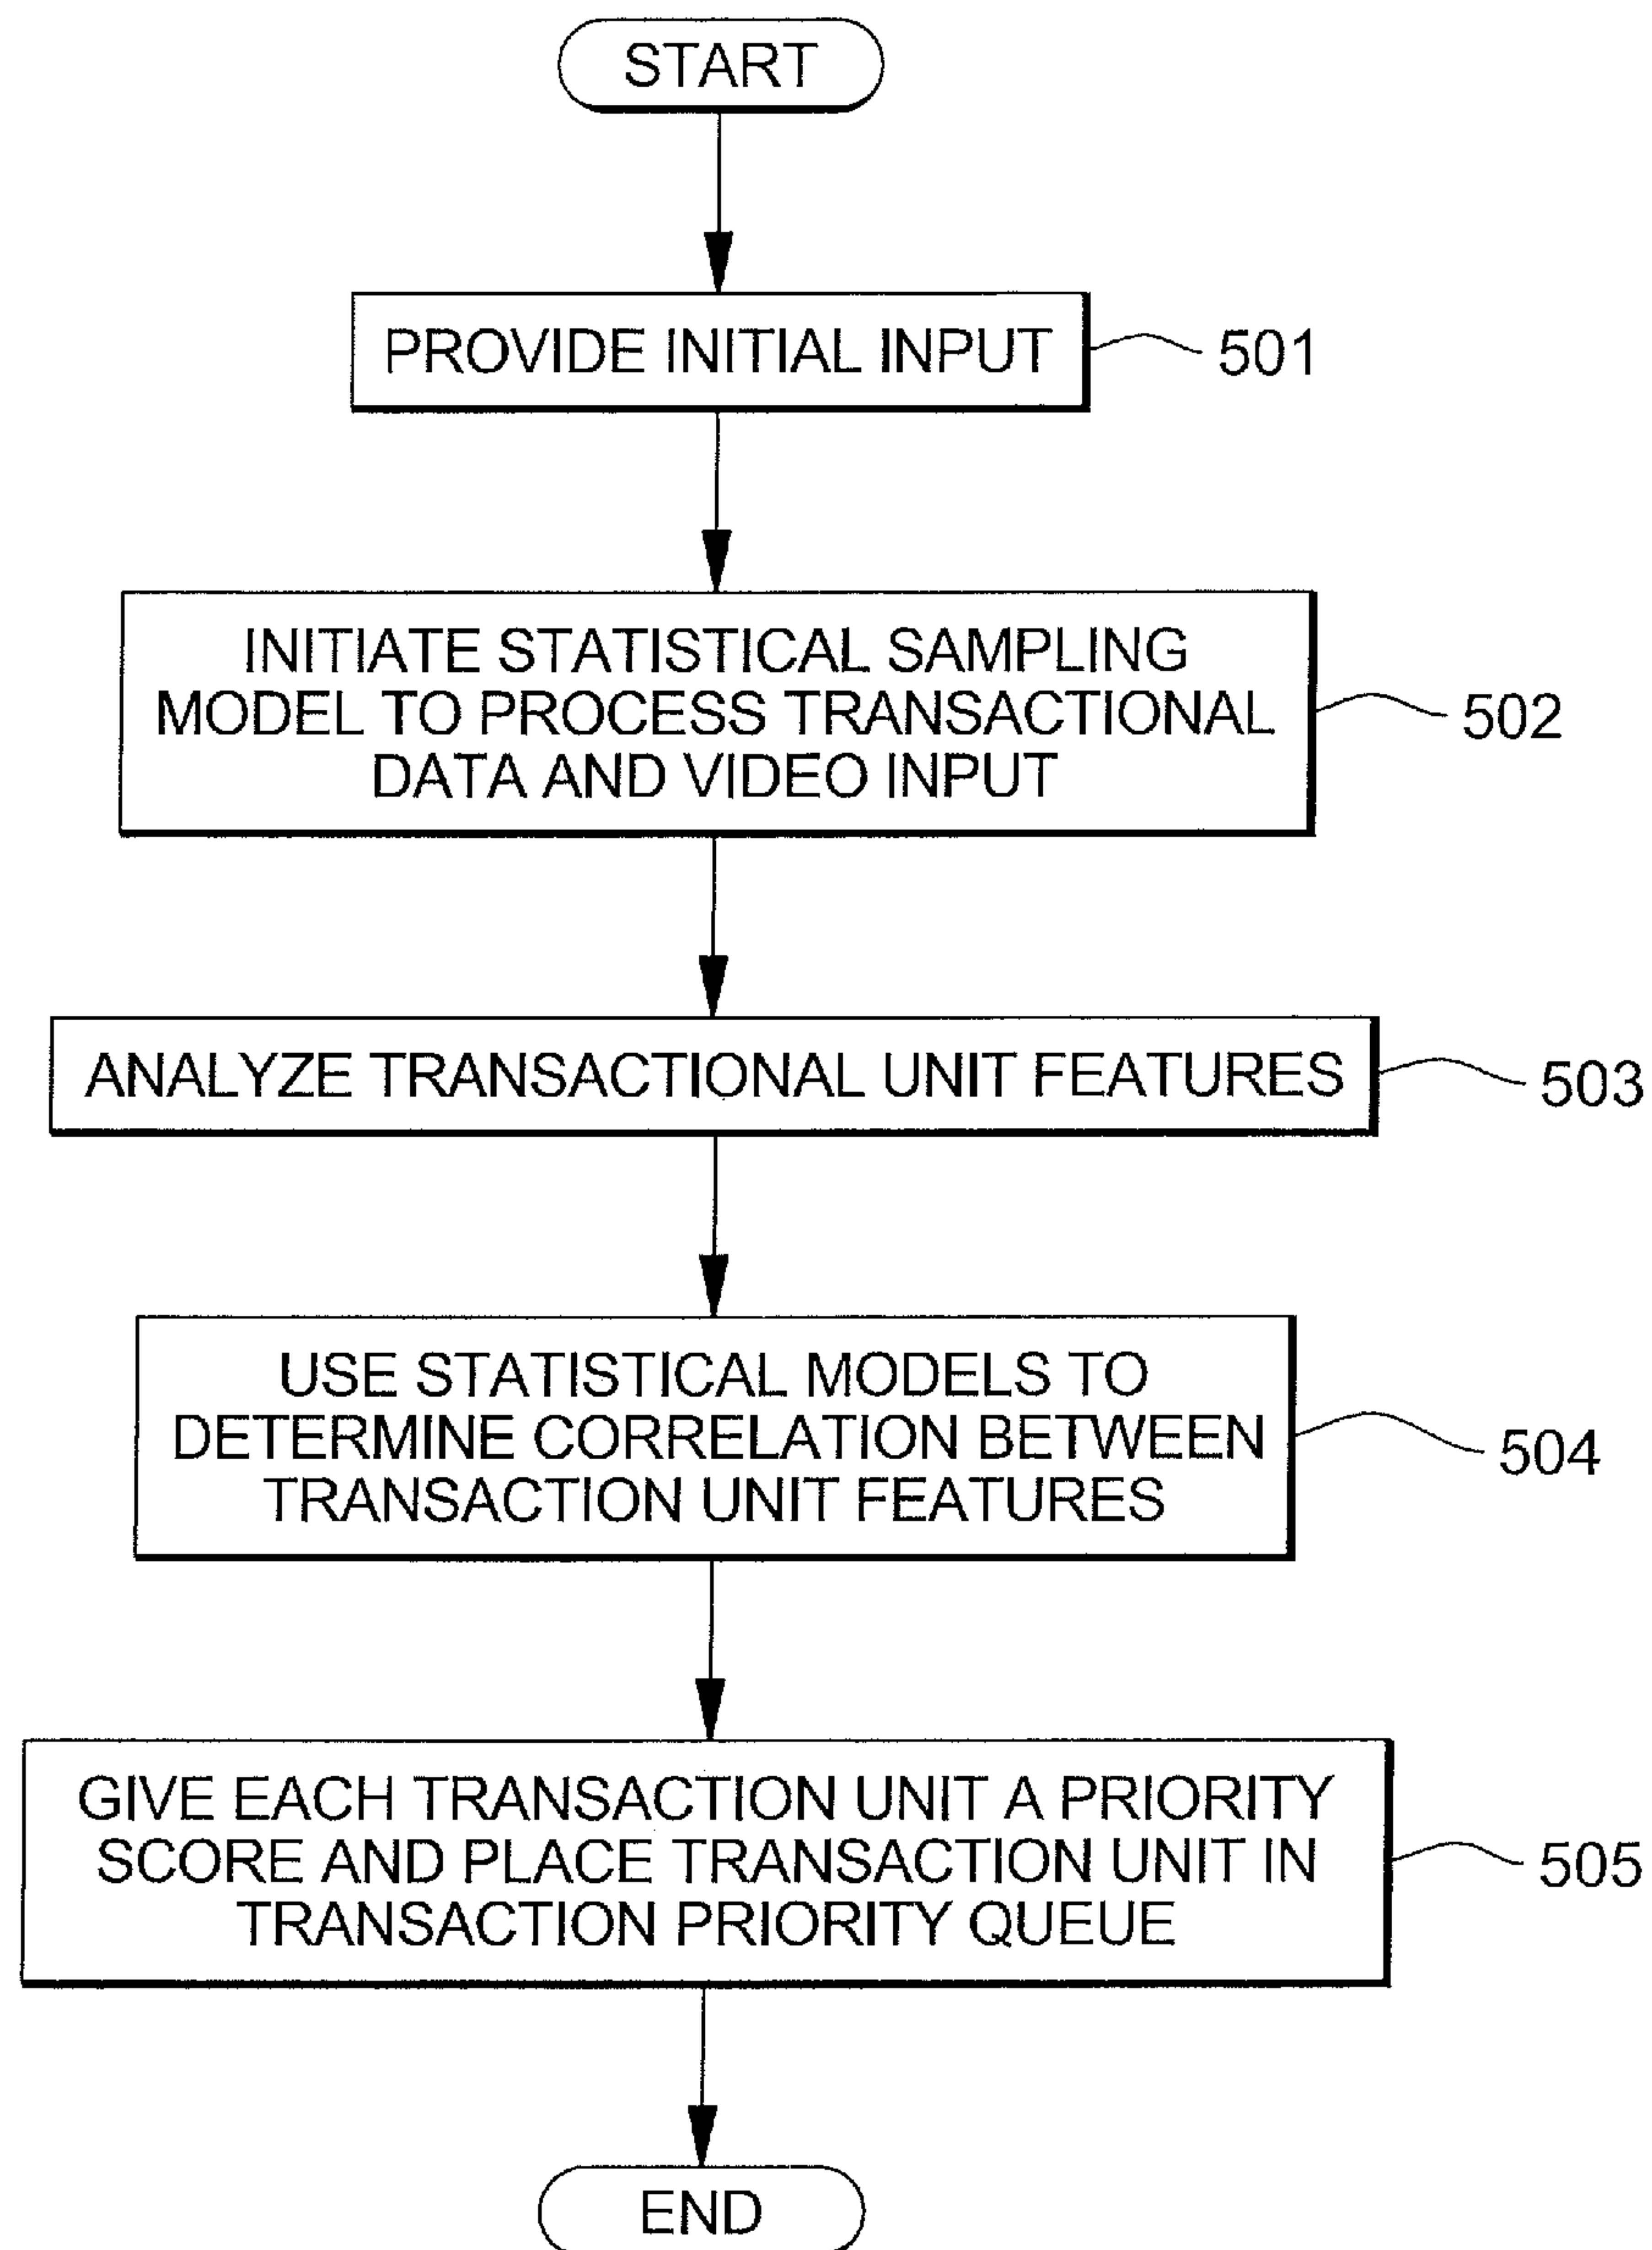 START
PROVIDE INITIAL INPUT
501
INITIATE STATISTICAL SAMPLING
MODEL TO PROCESS TRANSACTIONAL
DATA AND VIDEO INPUT
502
ANALYZE TRANSACTIONAL UNIT FEATURES
503
USE STATISTICAL MODELS TO
DETERMINE CORRELATION BETWEEN
TRANSACTION UNIT FEATURES
504
GIVE EACH TRANSACTION UNIT A PRIORITY
SCORE AND PLACE TRANSACTION UNIT IN
TRANSACTION PRIORITY QUEUE
505
END